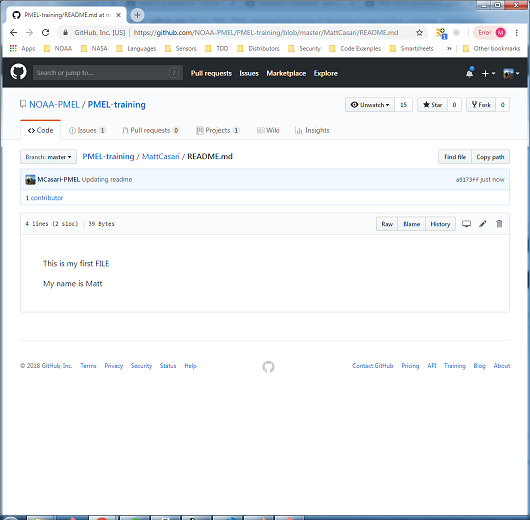 PMEL-training/README.md at m
GitHub, Inc. [US] https://github.com/NOAA-PMEL/PMEL-training/blob/master/MattCasari/README.md Error M
Apps NOAA NASA Languages Sensors TDD Distributors Security Code Examples Smartsheets » Other bookmarks
Search or jump to... / Pull requests Issues Marketplace Explore
NOAA-PMEL / PMEL-training Unwatch 15 Star 0 Fork 0
<> Code Issues 1 Pull requests 0 Projects 1 Wiki Insights
Branch: master PMEL-training / MattCasari / README.md Find file Copy path
MCasari-PMEL Updating readme a9173ff just now
1 contributor
4 lines (2 sloc) 39 Bytes Raw Blame History
This is my first FILE
My name is Matt
© 2018 GitHub, Inc. Terms Privacy Security Status Help Contact GitHub Pricing API Training Blog About